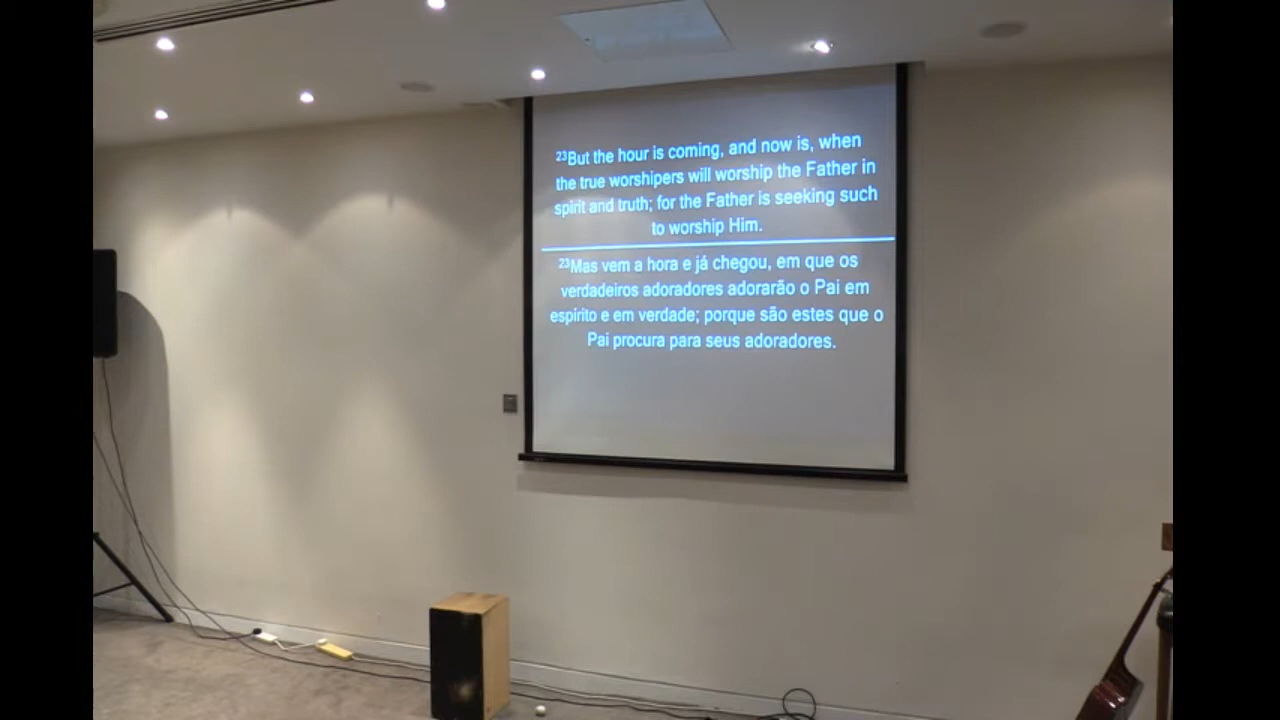 23But the hour is coming, and now is, when
the true worshipers will worship the Father in
spirit and truth; for the Father is seeking such
to worship Him.
23Mas vem a hora e já chegou, em que os
verdadeiros adoradores adorarão o Pai em
espírito e em verdade; porque são estes que o
Pai procura para seus adoradores.